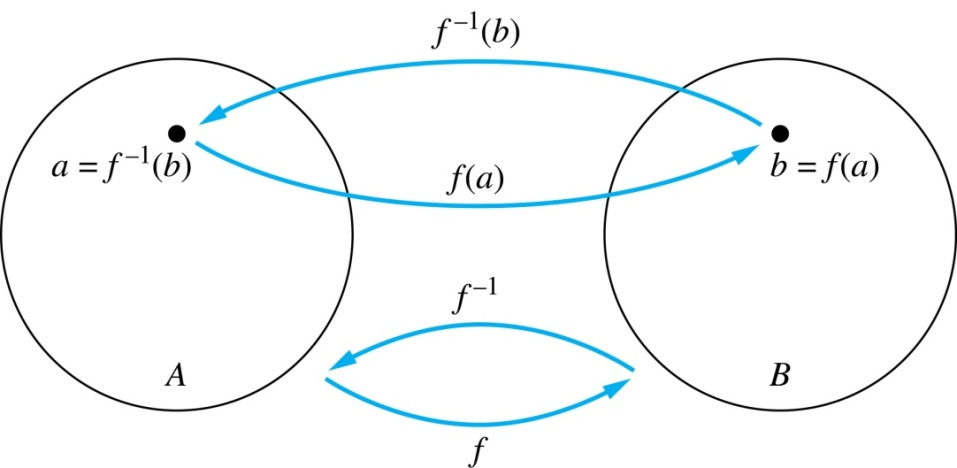 f⁻¹(b)
a = f⁻¹(b)
f(a)
b = f(a)
f⁻¹
A
B
f